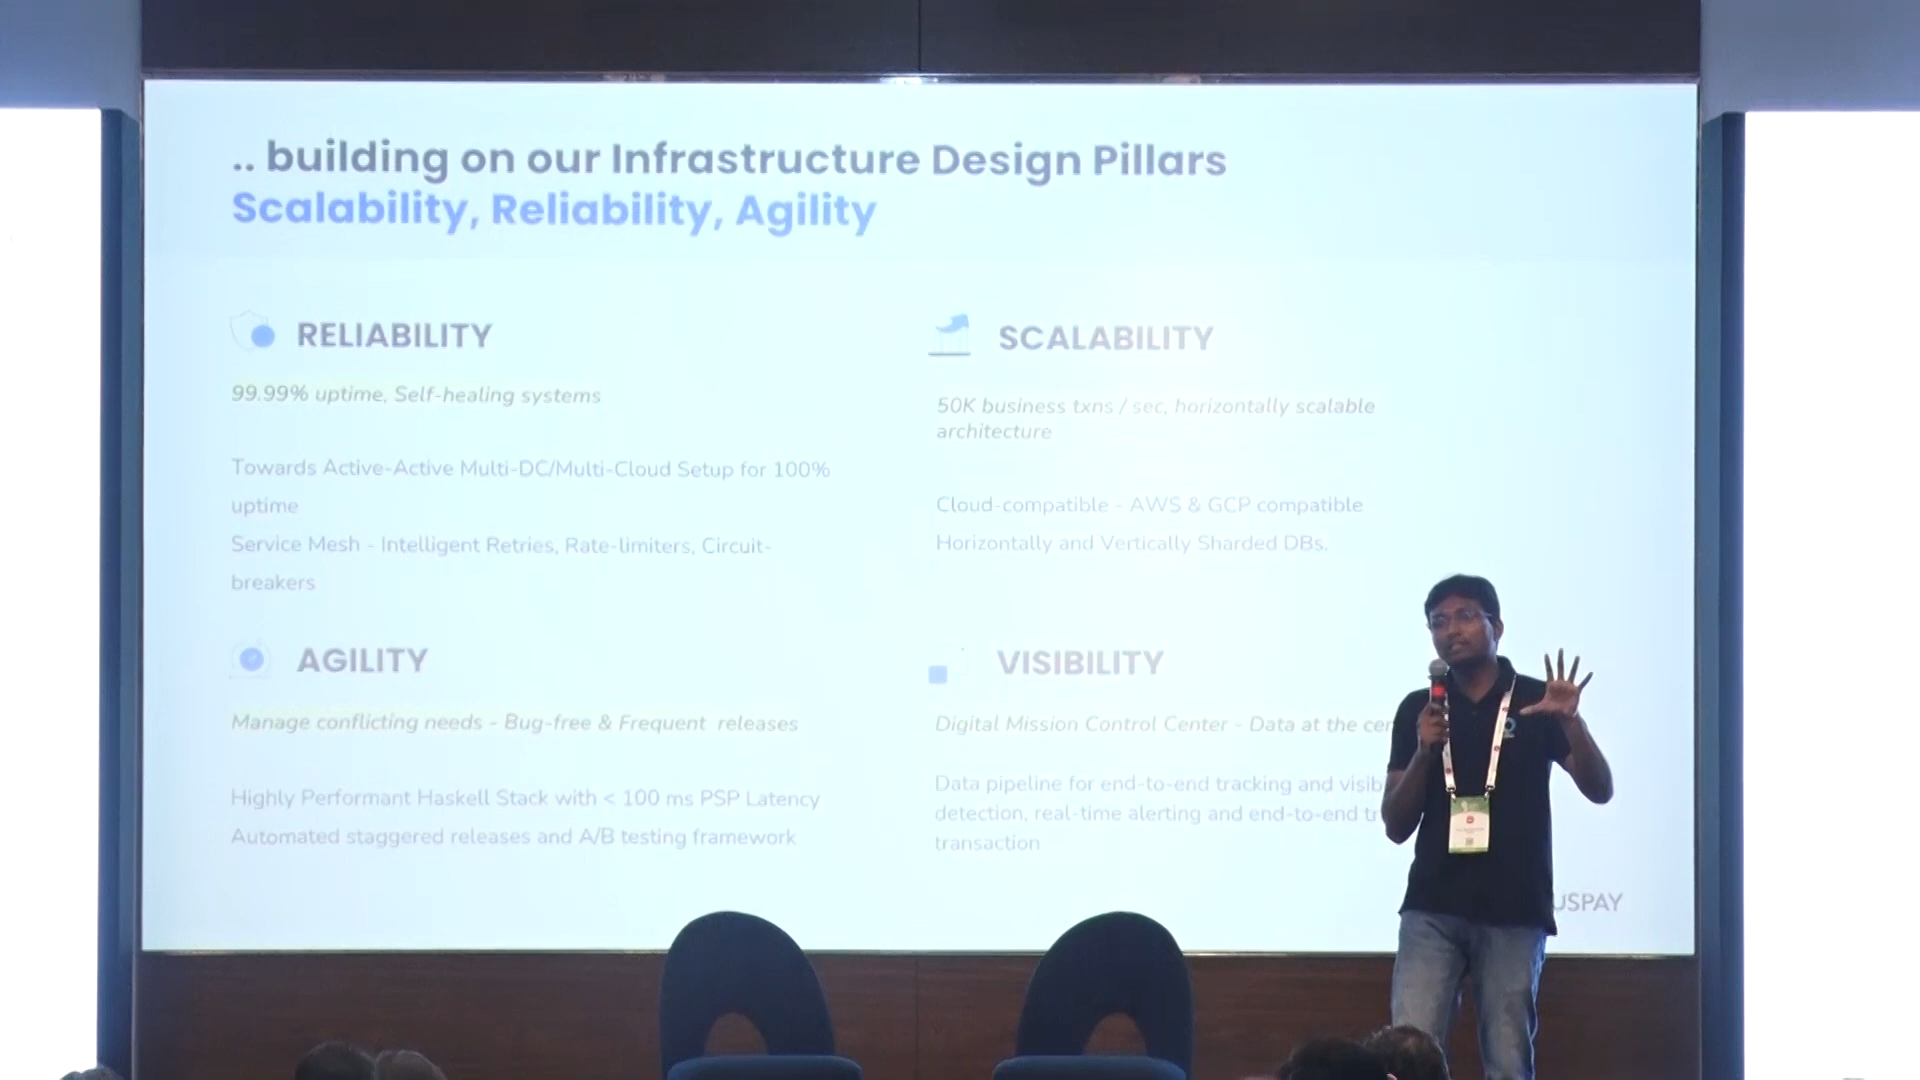 .. building on our Infrastructure Design Pillars
Scalability, Reliability, Agility
RELIABILITY
99.99% uptime, Self-healing systems
Towards Active-Active Multi-DC/Multi-Cloud Setup for 100%
uptime
Service Mesh - Intelligent Retries, Rate-limiters, Circuit-
breakers
SCALABILITY
50K business txns / sec, horizontally scalable
architecture
Cloud-compatible - AWS & GCP compatible
Horizontally and Vertically Sharded DBs.
AGILITY
Manage conflicting needs - Bug-free & Frequent releases
Highly Performant Haskell Stack with < 100 ms PSP Latency
Automated staggered releases and A/B testing framework
VISIBILITY
Digital Mission Control Center - Data at the
Data pipeline for end-to-end tracking and
detection, real-time alerting and end-to-end
transaction
USPAY